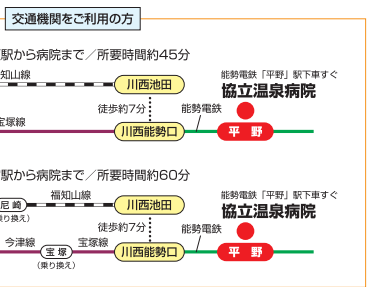 交通機関をご利用の方
駅から病院まで／所要時間約45分
知山線
川西池田
能勢電鉄「平野」駅下車すぐ
協立温泉病院
徒歩約7分
能勢電鉄
宝塚線
川西能勢口
平野
駅から病院まで／所要時間約60分
尼崎
福知山線
川西池田
能勢電鉄「平野」駅下車すぐ
協立温泉病院
り換え）
徒歩約7分
能勢電鉄
今津線
宝塚
宝塚線
川西能勢口
平野
（乗り換え）